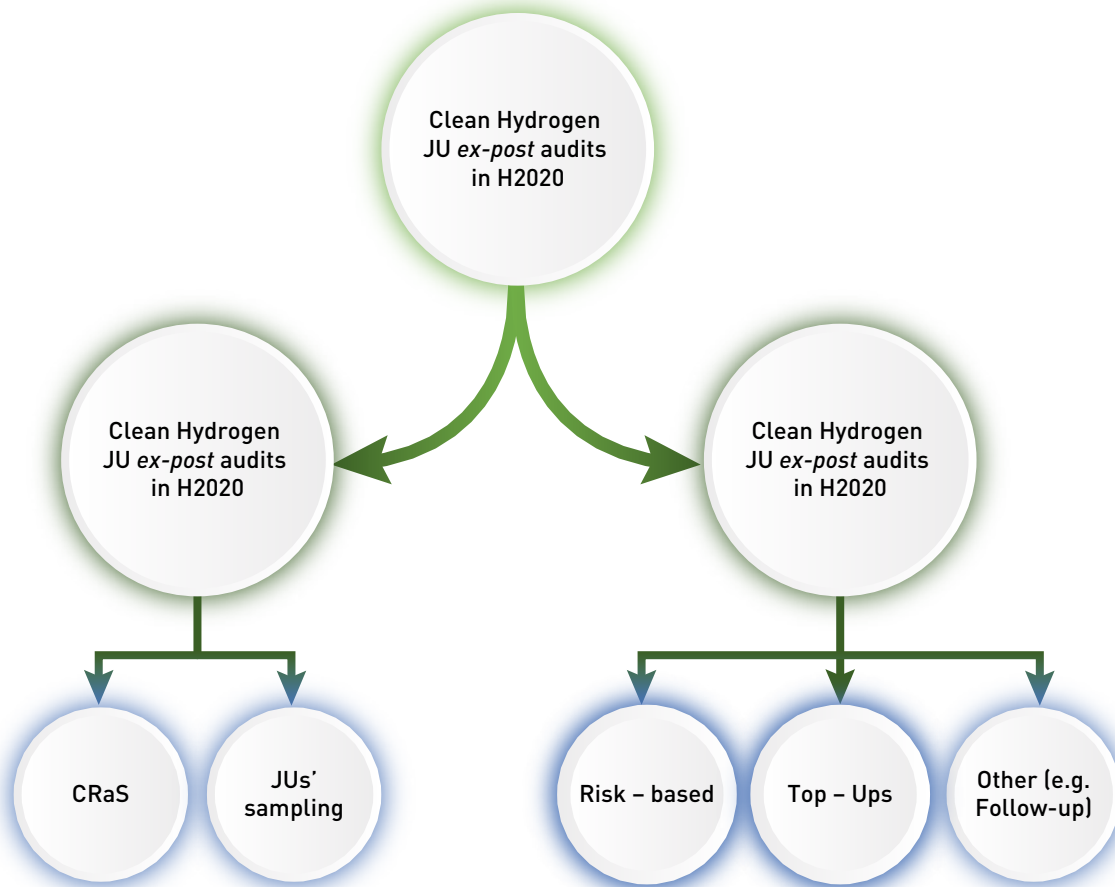 Clean Hydrogen
JU ex-post audits
in H2020
Clean Hydrogen
JU ex-post audits
in H2020
Clean Hydrogen
JU ex-post audits
in H2020
CRaS
JUs’
sampling
Risk – based
Top – Ups
Other (e.g.
Follow-up)